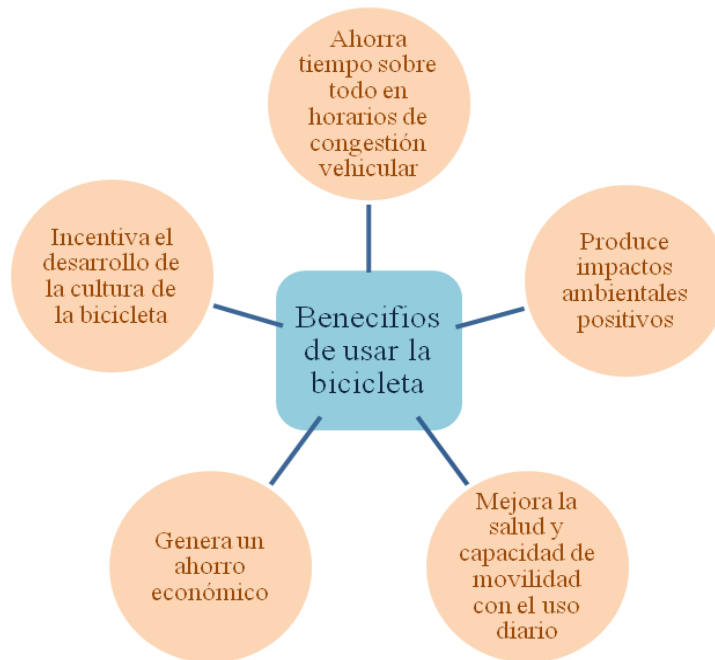 Ahorra
tiempo sobre
todo en
horarios de
congestión
vehicular
Incentiva el
desarrollo de
la cultura de
la bicicleta
Produce
impactos
ambientales
positivos
Benecifios
de usar la
bicicleta
Genera un
ahorro
económico
Mejora la
salud y
capacidad de
movilidad
con el uso
diario